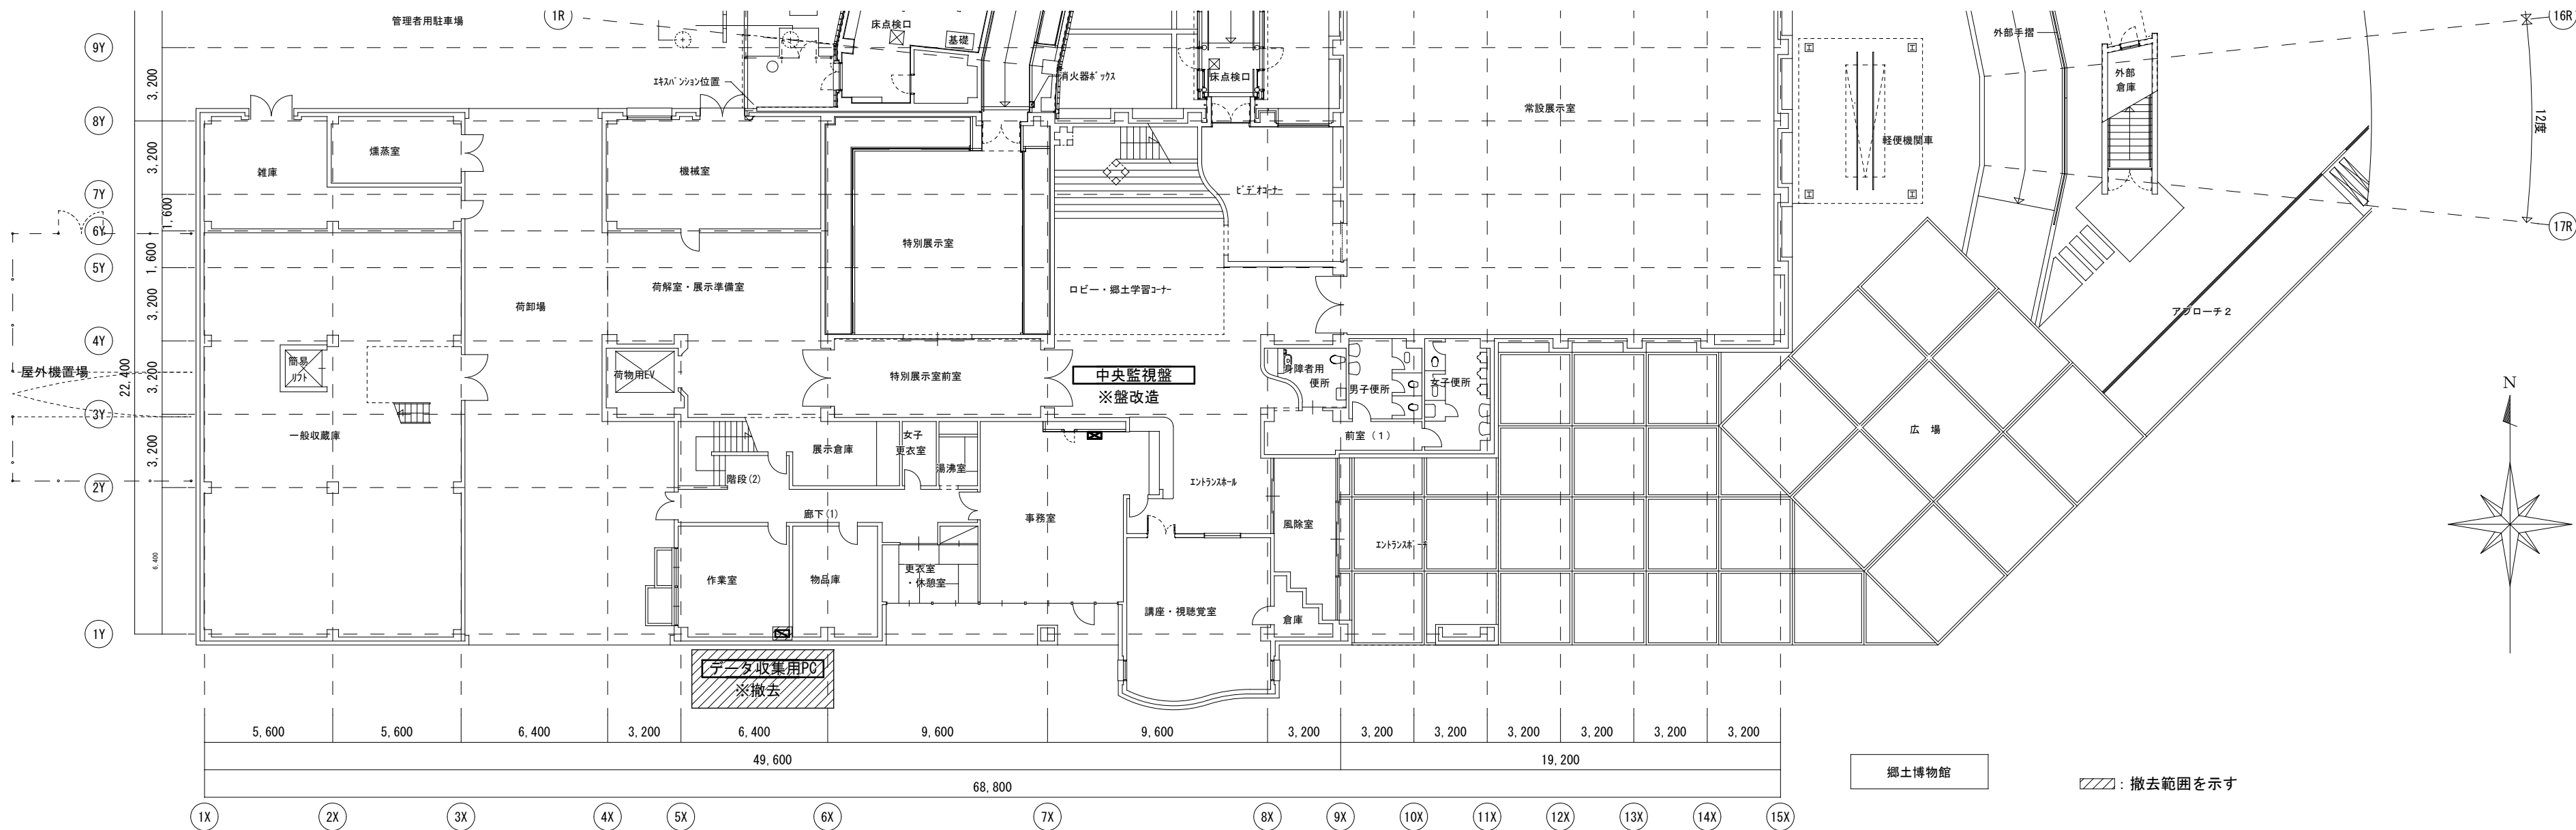 管理者用駐車場
1R
床点検口
基礎
外部手摺
16R
9Y
エキスパンション位置
消火器ボックス
床点検口
外部
倉庫
3,200
常設展示室
8Y
12度
軽便機関車
3,200
燻蒸室
雑庫
機械室
ビデオコーナー
7Y
1,600
6Y
17R
特別展示室
1,600
5Y
荷解室・展示準備室
ロビー・郷土学習コーナー
3,200
荷卸場
アプローチ2
4Y
簡易
リフト
屋外機置場
22,400
3,200
荷物用EV
特別展示室前室
中央監視盤
※盤改造
身障者用
便所
男子便所
女子便所
N
3Y
一般収蔵庫
3,200
展示倉庫
女子
更衣室
湯沸室
前室(1)
広 場
階段(2)
2Y
エントランスホール
廊下(1)
事務室
風除室
エントランスポーチ
6,400
作業室
物品庫
更衣室
・休憩室
講座・視聴覚室
倉庫
1Y
データ収集用PC
※撤去
5,600
5,600
6,400
3,200
6,400
9,600
9,600
3,200
3,200
3,200
3,200
3,200
3,200
3,200
49,600
19,200
68,800
郷土博物館
:撤去範囲を示す
1X
2X
3X
4X
5X
6X
7X
8X
9X
10X
11X
12X
13X
14X
15X